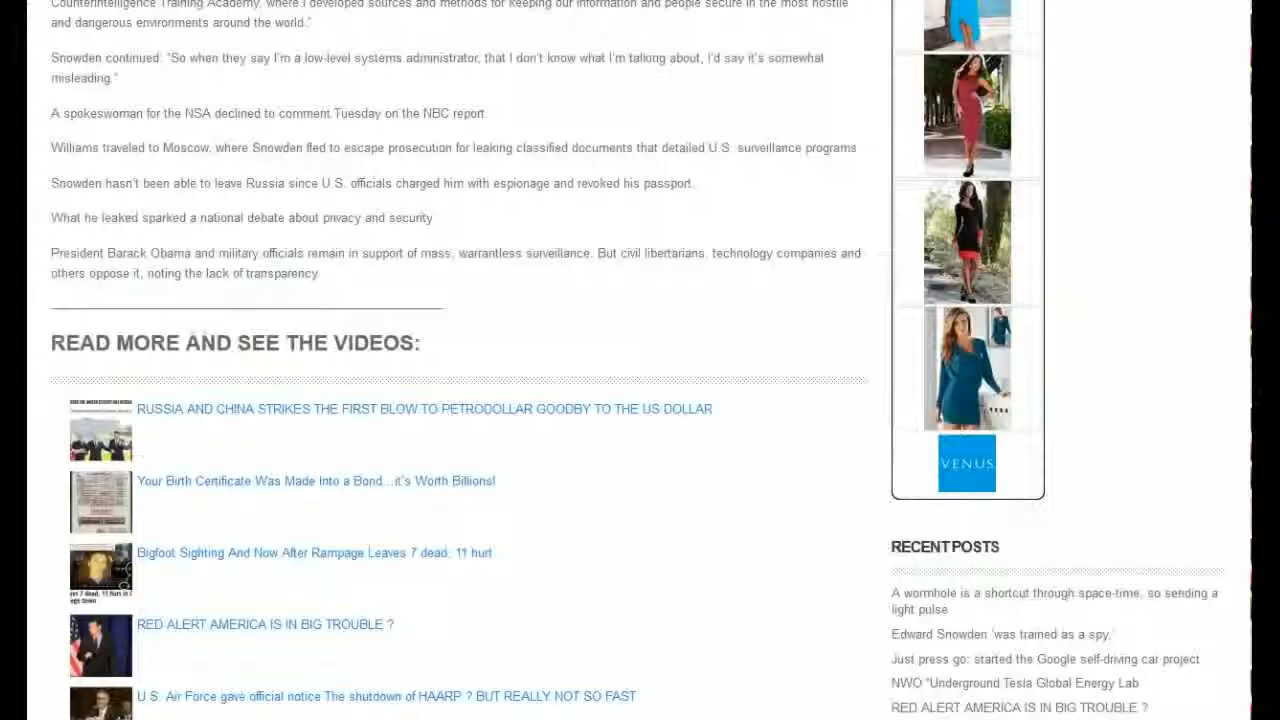 Counterintelligence Training Academy, where I developed sources and methods for keeping our information and people secure in the most hostile
and dangerous environments around the world."
Snowden continued: "So when they say I'm a low-level systems administrator, that I don't know what I'm talking about, I'd say it's somewhat
misleading."
A spokeswoman for the NSA declined to comment Tuesday on the NBC report.
Williams traveled to Moscow, where Snowden fled to escape prosecution for leaking classified documents that detailed U.S. surveillance programs.
Snowden hasn't been able to leave Russia since U.S. officials charged him with espionage and revoked his passport.
What he leaked sparked a national debate about privacy and security.
President Barack Obama and military officials remain in support of mass, warrantless surveillance. But civil libertarians, technology companies and
others oppose it, noting the lack of transparency.
READ MORE AND SEE THE VIDEOS:
RUSSIA AND CHINA STRIKES THE FIRST BLOW TO PETRODOLLAR GOODBY TO THE US DOLLAR
Your Birth Certificate Was Made Into a Bond...it's Worth Billions!
Bigfoot Sighting And Now After Rampage Leaves 7 dead, 11 hurt
RED ALERT AMERICA IS IN BIG TROUBLE ?
U.S. Air Force gave official notice The shutdown of HAARP ? BUT REALLY NOT SO FAST
VENUS
RECENT POSTS
A wormhole is a shortcut through space-time, so sending a
light pulse
Edward Snowden 'was trained as a spy,'
Just press go: started the Google self-driving car project
NWO "Underground Tesla Global Energy Lab
RED ALERT AMERICA IS IN BIG TROUBLE ?